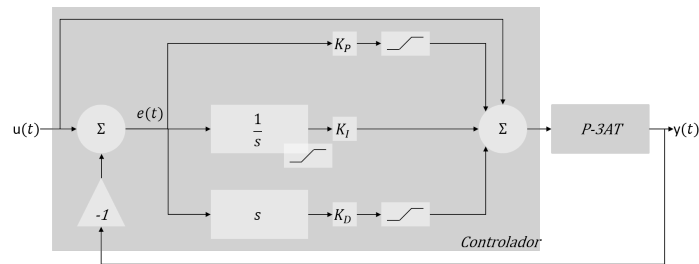 K_P
e(t)
u(t)
Σ
1
s
K_I
Σ
P-3AT
y(t)
-1
s
K_D
Controlador